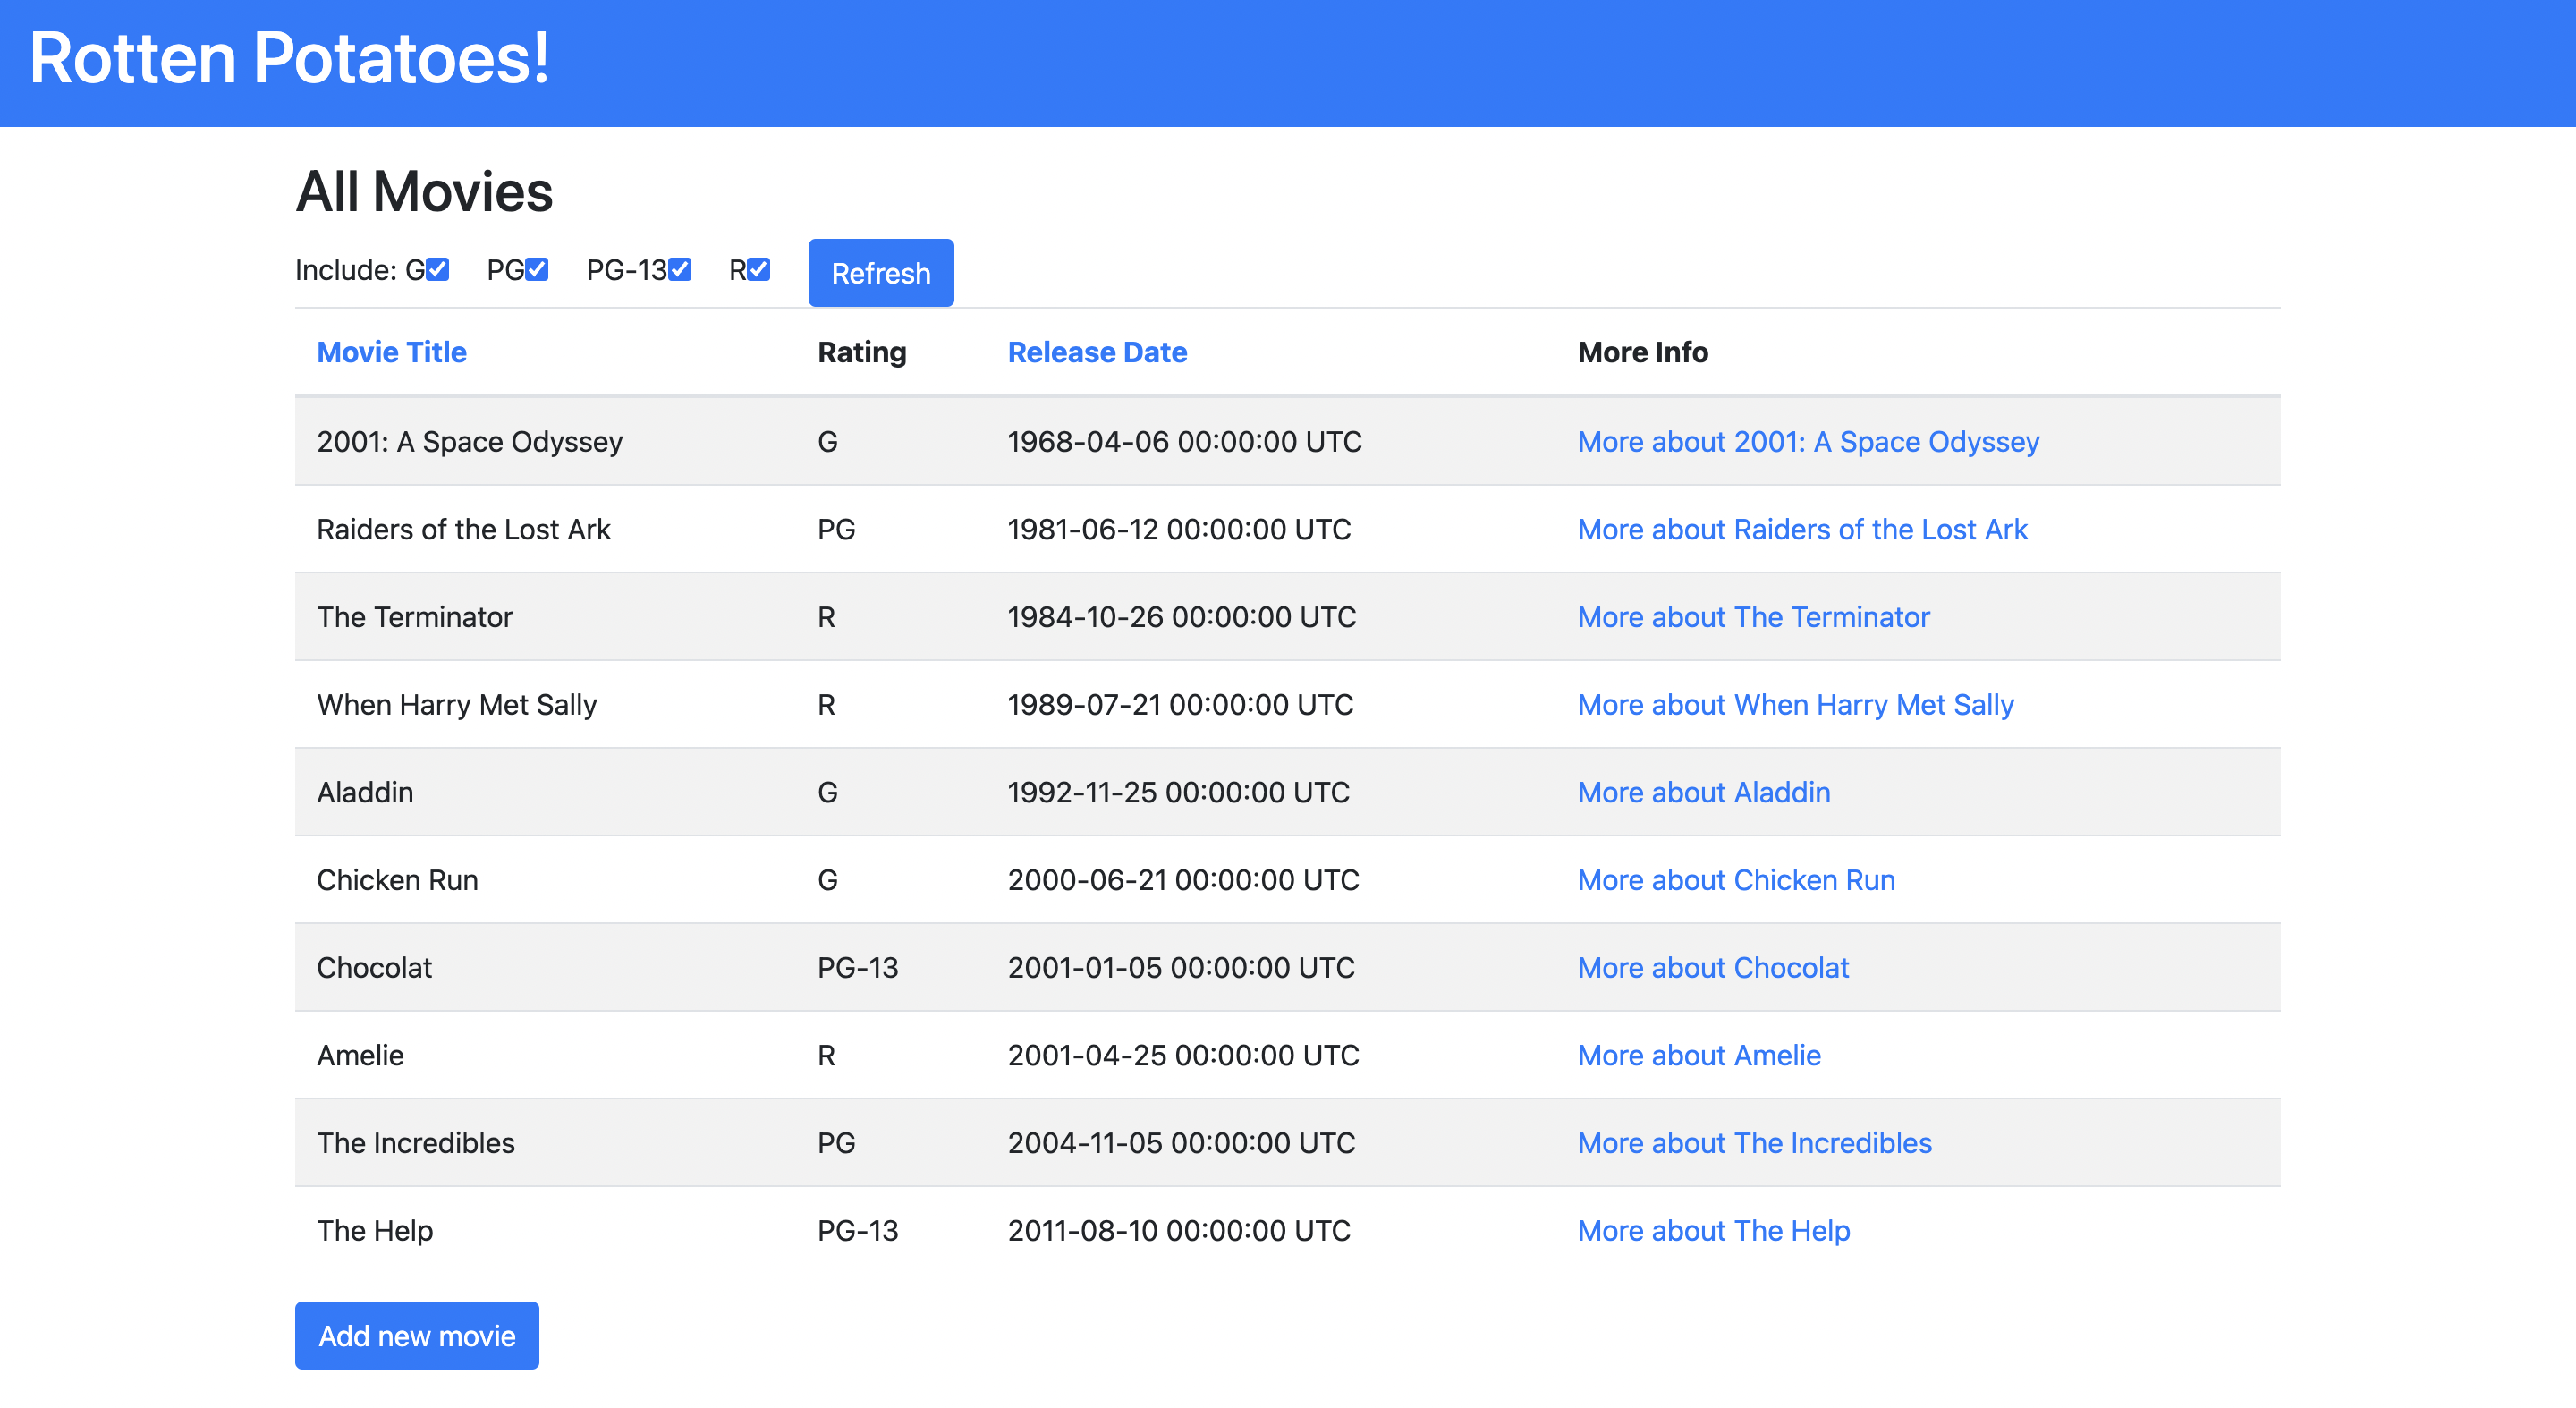 Rotten Potatoes!
All Movies
Include: G PG PG-13 R Refresh
Movie Title Rating Release Date More Info
2001: A Space Odyssey G 1968-04-06 00:00:00 UTC More about 2001: A Space Odyssey
Raiders of the Lost Ark PG 1981-06-12 00:00:00 UTC More about Raiders of the Lost Ark
The Terminator R 1984-10-26 00:00:00 UTC More about The Terminator
When Harry Met Sally R 1989-07-21 00:00:00 UTC More about When Harry Met Sally
Aladdin G 1992-11-25 00:00:00 UTC More about Aladdin
Chicken Run G 2000-06-21 00:00:00 UTC More about Chicken Run
Chocolat PG-13 2001-01-05 00:00:00 UTC More about Chocolat
Amelie R 2001-04-25 00:00:00 UTC More about Amelie
The Incredibles PG 2004-11-05 00:00:00 UTC More about The Incredibles
The Help PG-13 2011-08-10 00:00:00 UTC More about The Help
Add new movie